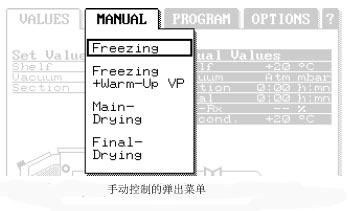 VALUES MANUAL PROGRAM OPTIONS ?
Freezing
Set Value ual Values
Shelf lf +20 °C
Vacuum uum Atm mbar
Section tion 0:00 h:mn
Freezing
+Warm-Up VP
al 0:00 h:mn
-Rx -- %
cond. +20 °C
Main-
Drying
Final-
Drying
手动控制的弹出菜单